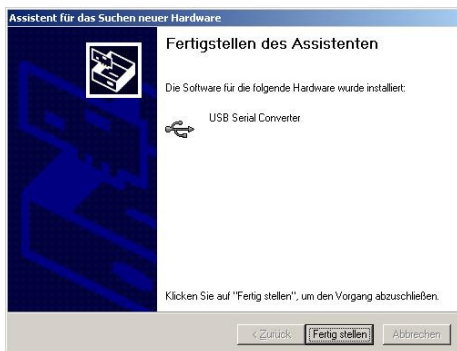 Assistent für das Suchen neuer Hardware
Fertigstellen des Assistenten
Die Software für die folgende Hardware wurde installiert:
USB Serial Converter
Klicken Sie auf "Fertig stellen", um den Vorgang abzuschließen.
< Zurück
Fertig stellen
Abbrechen